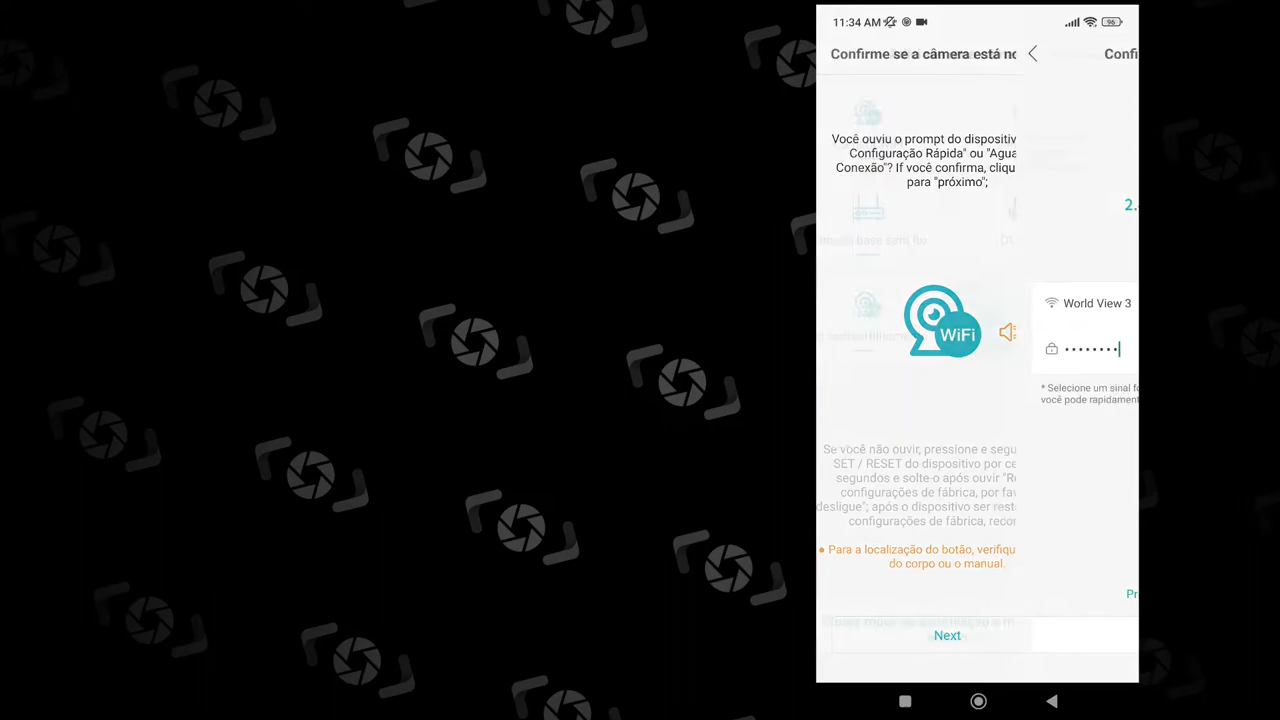 11:34 AM
96
Confirme se a câmera está no
Confi
Você ouviu o prompt do dispositiv
Configuração Rápida" ou "Agua
Conexão"? If você confirma, cliqu
para "próximo";
2.
WiFi
World View 3
* Selecione um sinal fo
você pode rapidament
Se você não ouvir, pressione e segu
SET / RESET do dispositivo por ce
segundos e solte-o após ouvir "Re
configurações de fábrica, por fav
desligue"; após o dispositivo ser rest
configurações de fábrica, recor
● Para a localização do botão, verifiqu
do corpo ou o manual.
Pr
Next